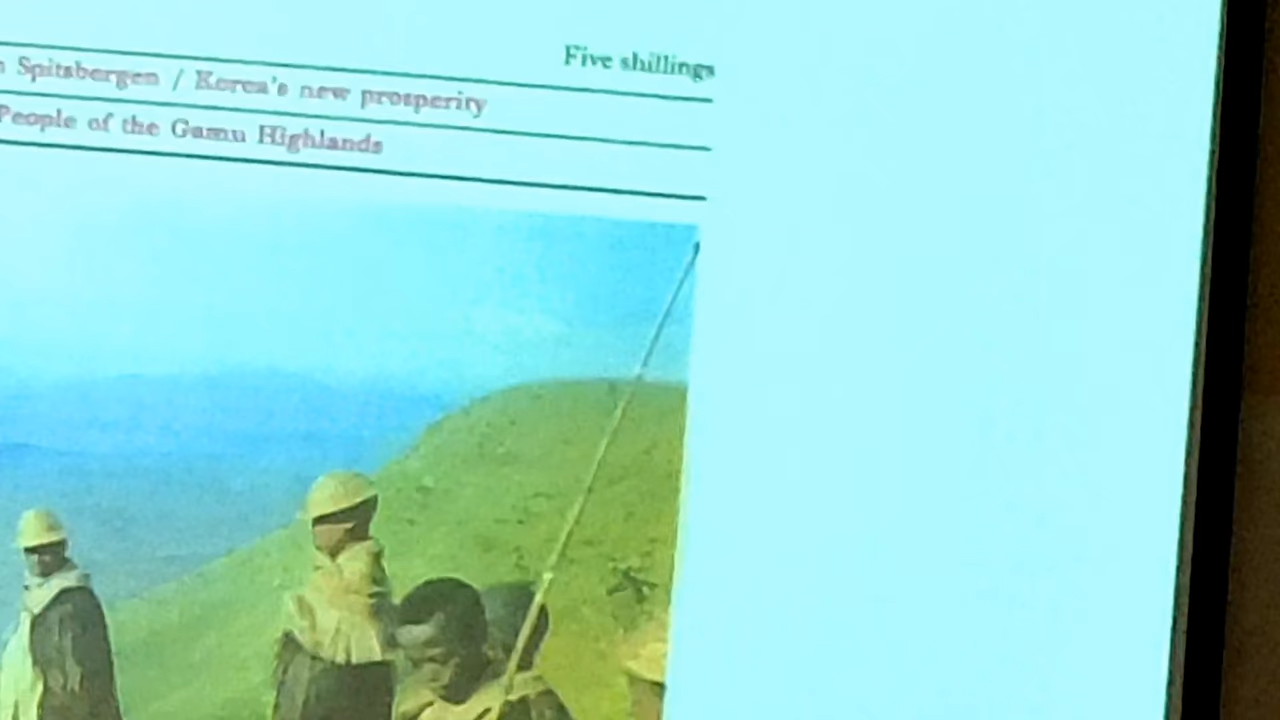 Five shillings
Spitsbergen / Korea's new prosperity
People of the Gamu Highlands